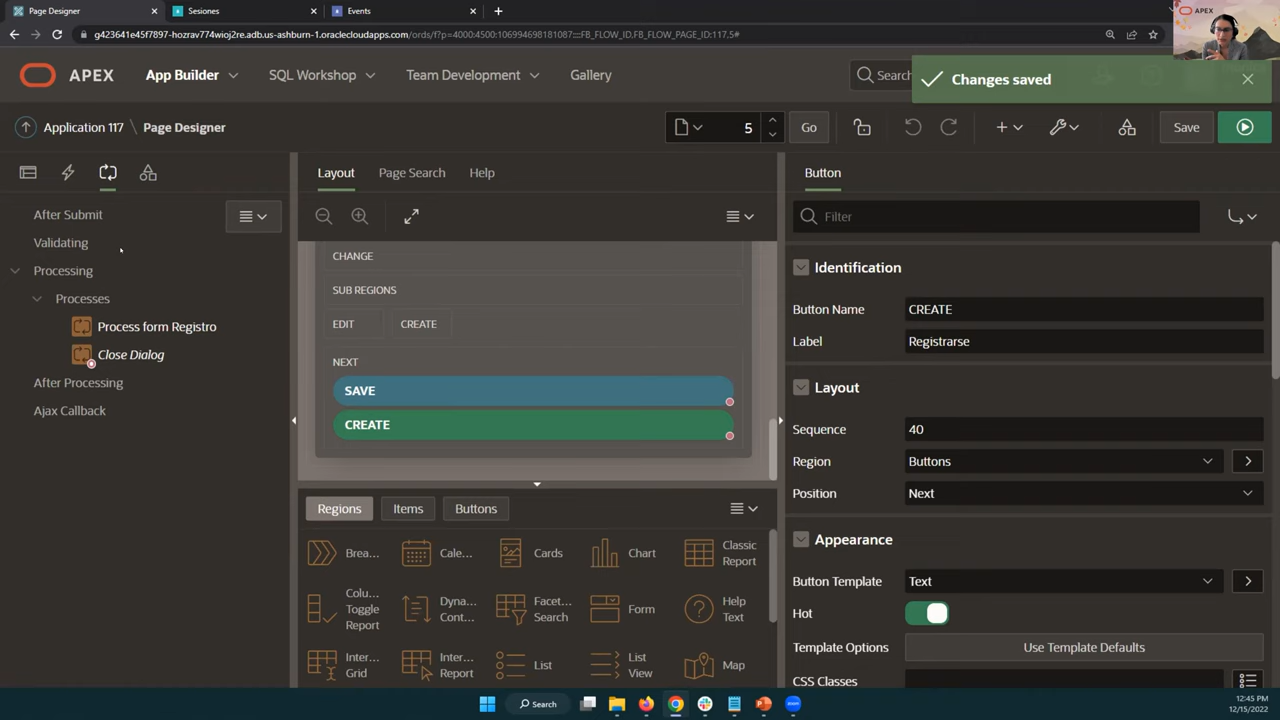 Page Designer
Sesiones
Events
g423641e45f7897-hozrav774wioj2re.adb.us-ashburn-1.oraclecloudapps.com/ords/f?p=4000:4500:106994698181087:::FB_FLOW_ID,FB_FLOW_PAGE_ID:117,5#
APEX
APEX
App Builder
SQL Workshop
Team Development
Gallery
Search
Changes saved
Application 117 \ Page Designer
5
Go
Save
Layout
Page Search
Help
Button
After Submit
Validating
Processing
Processes
Process form Registro
Close Dialog
After Processing
Ajax Callback
CHANGE
SUB REGIONS
EDIT
CREATE
NEXT
SAVE
CREATE
Regions
Items
Buttons
Brea...
Cale...
Cards
Chart
Classic
Report
Colu...
Toggle
Report
Dyna...
Cont...
Facet...
Search
Form
Help
Text
Inter...
Grid
Inter...
Report
List
List
View
Map
Filter
Identification
Button Name
CREATE
Label
Registrarse
Layout
Sequence
40
Region
Buttons
Position
Next
Appearance
Button Template
Text
Hot
Template Options
Use Template Defaults
CSS Classes
Search
12:45 PM
12/15/2022